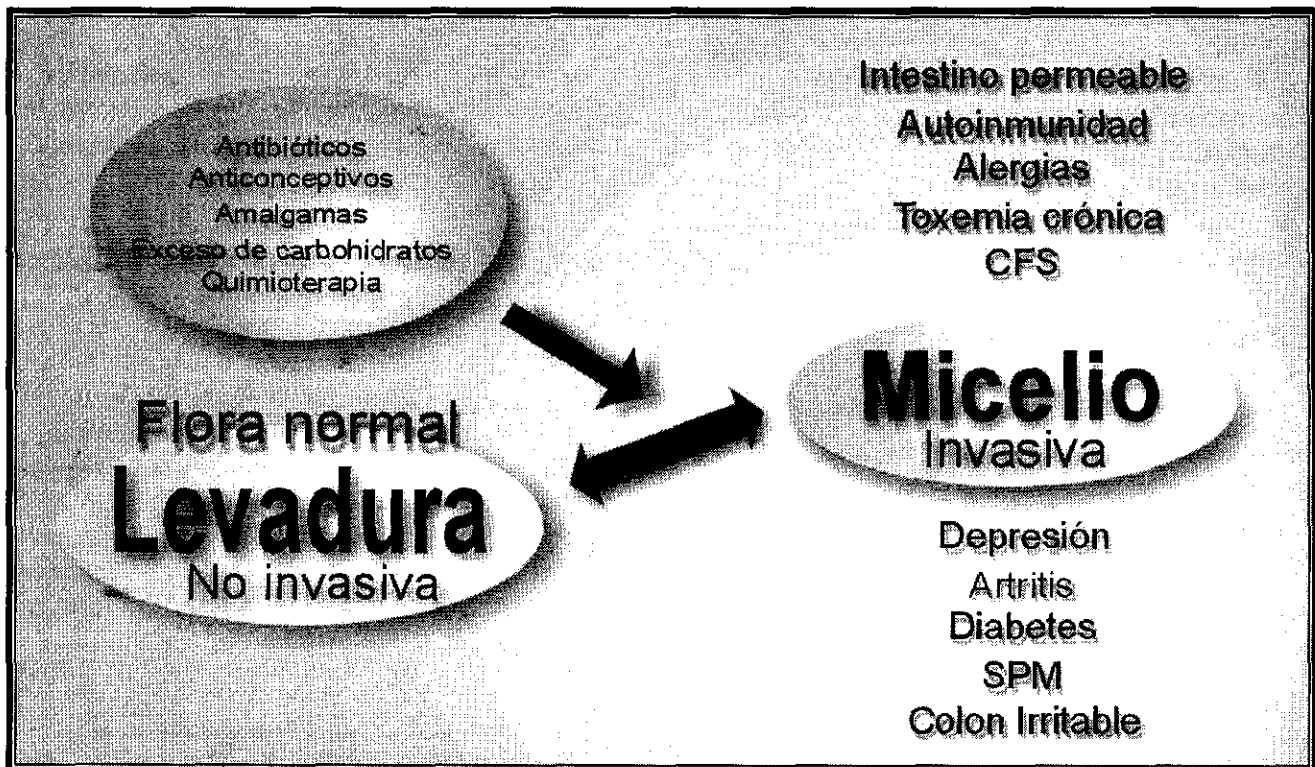 Antibióticos
Anticonceptivos
Amalgamas
Exceso de carbohidratos
Quimioterapia
Flora normal
Levadura
No invasiva
Intestino permeable
Autoinmunidad
Alergias
Toxemia crónica
CFS
Micelio
Invasiva
Depresión
Artritis
Diabetes
SPM
Colon Irritable